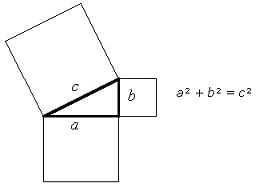 c
b
a
a² + b² = c²